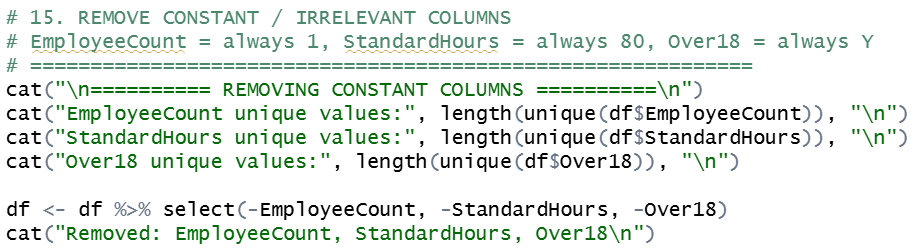 # 15. REMOVE CONSTANT / IRRELEVANT COLUMNS
# EmployeeCount = always 1, StandardHours = always 80, Over18 = always Y
# ============================================================
cat("\n========== REMOVING CONSTANT COLUMNS ==========\n")
cat("EmployeeCount unique values:", length(unique(df$EmployeeCount)), "\n")
cat("StandardHours unique values:", length(unique(df$StandardHours)), "\n")
cat("Over18 unique values:", length(unique(df$Over18)), "\n")
df <- df %>% select(-EmployeeCount, -StandardHours, -Over18)
cat("Removed: EmployeeCount, StandardHours, Over18\n")